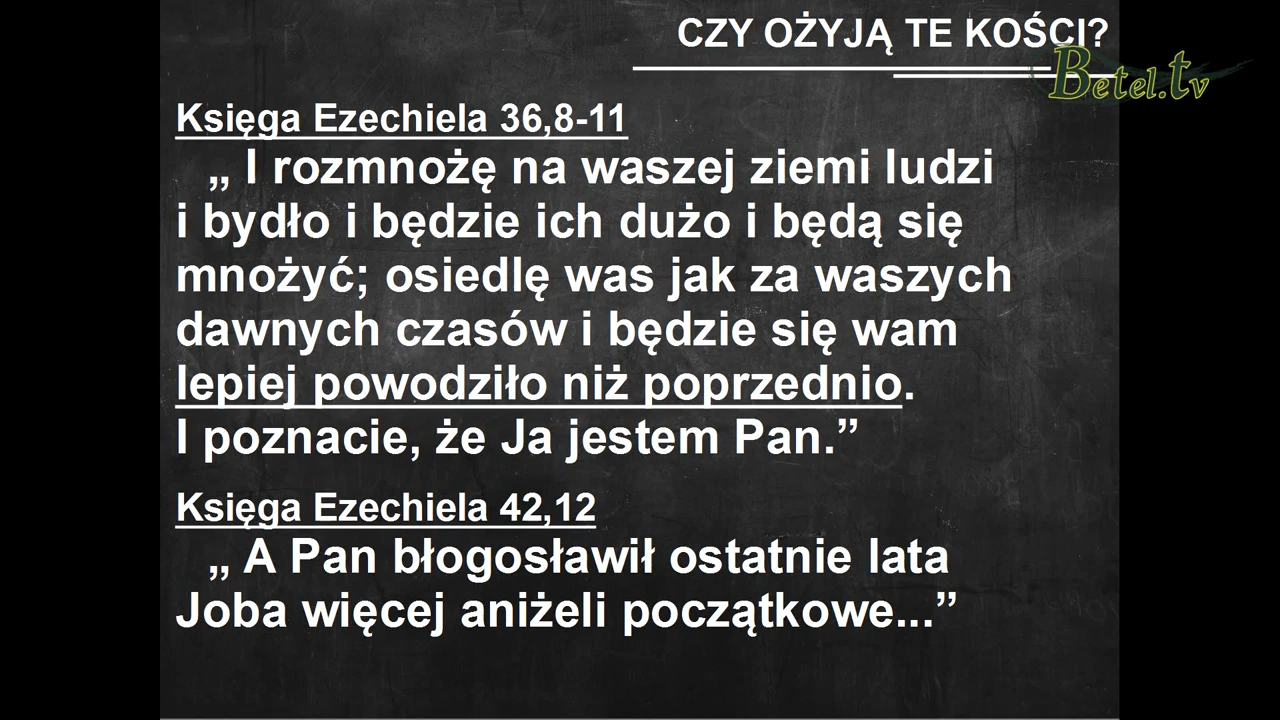 CZY OŻYJĄ TE KOŚCI?
Betel.tv
Księga Ezechiela 36,8-11
„ I rozmnożę na waszej ziemi ludzi
i bydło i będzie ich dużo i będą się
mnożyć; osiedlę was jak za waszych
dawnych czasów i będzie się wam
lepiej powodziło niż poprzednio.
I poznacie, że Ja jestem Pan.”
Księga Ezechiela 42,12
„ A Pan błogosławił ostatnie lata
Joba więcej aniżeli początkowe...”